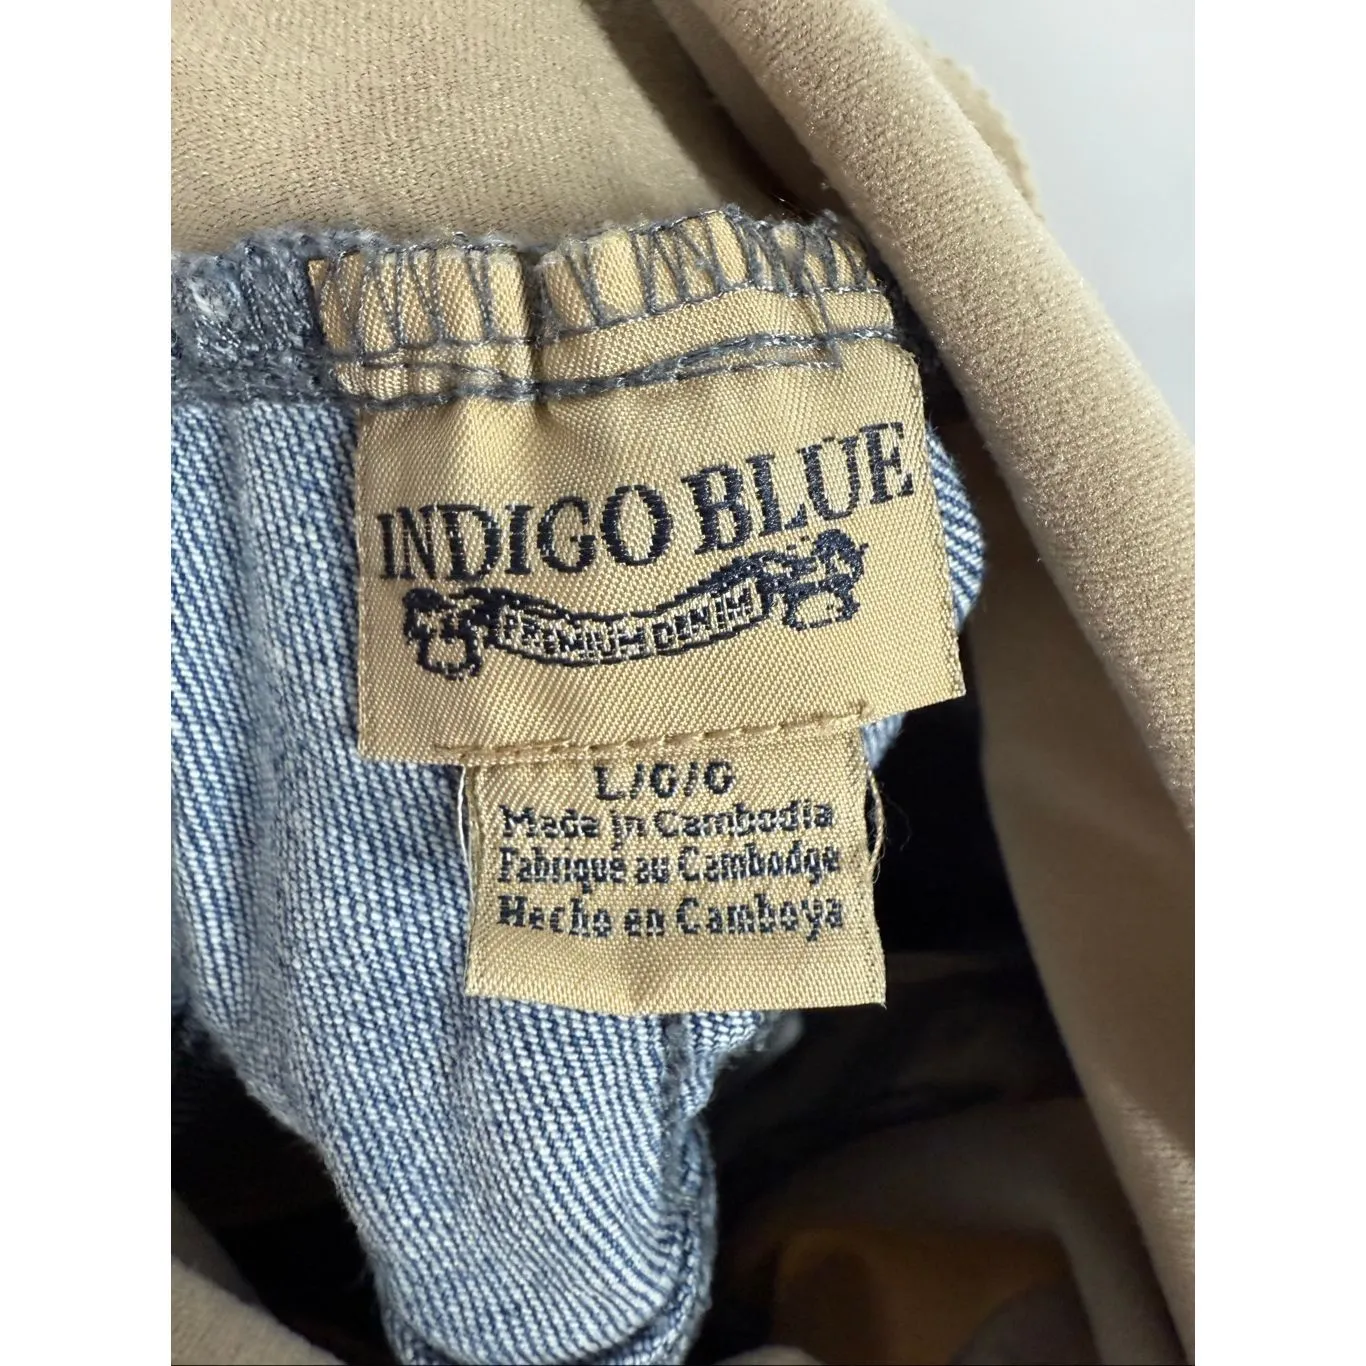 INDIGO BLUE
PREMIUM DENIM
L/G/G
Made in Cambodia
Fabriqué au Cambodge
Hecho en Camboya